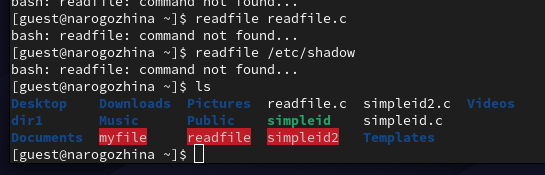 bash: readfile: command not found...
[guest@narogozhina ~]$ readfile readfile.c
bash: readfile: command not found...
[guest@narogozhina ~]$ readfile /etc/shadow
bash: readfile: command not found...
[guest@narogozhina ~]$ ls
Desktop Downloads Pictures readfile.c simpleid2.c Videos
dir1 Music Public simpleid simpleid.c
Documents myfile readfile simpleid2 Templates
[guest@narogozhina ~]$